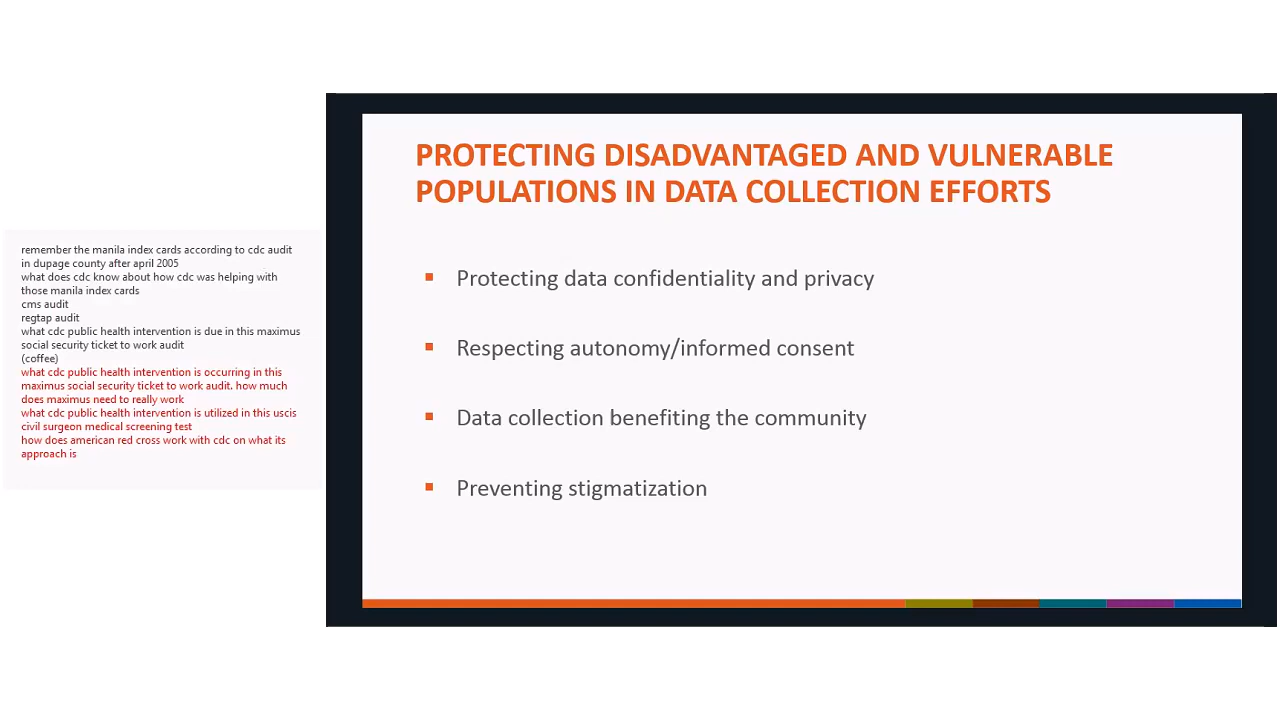 remember the manila index cards according to cdc audit
in dupage county after april 2005
what does cdc know about how cdc was helping with
those manila index cards
cms audit
regtap audit
what cdc public health intervention is due in this maximus
social security ticket to work audit
(coffee)
what cdc public health intervention is occurring in this
maximus social security ticket to work audit. how much
does maximus need to really work
what cdc public health intervention is utilized in this uscis
civil surgeon medical screening test
how does american red cross work with cdc on what its
approach is
PROTECTING DISADVANTAGED AND VULNERABLE
POPULATIONS IN DATA COLLECTION EFFORTS
Protecting data confidentiality and privacy
Respecting autonomy/informed consent
Data collection benefiting the community
Preventing stigmatization